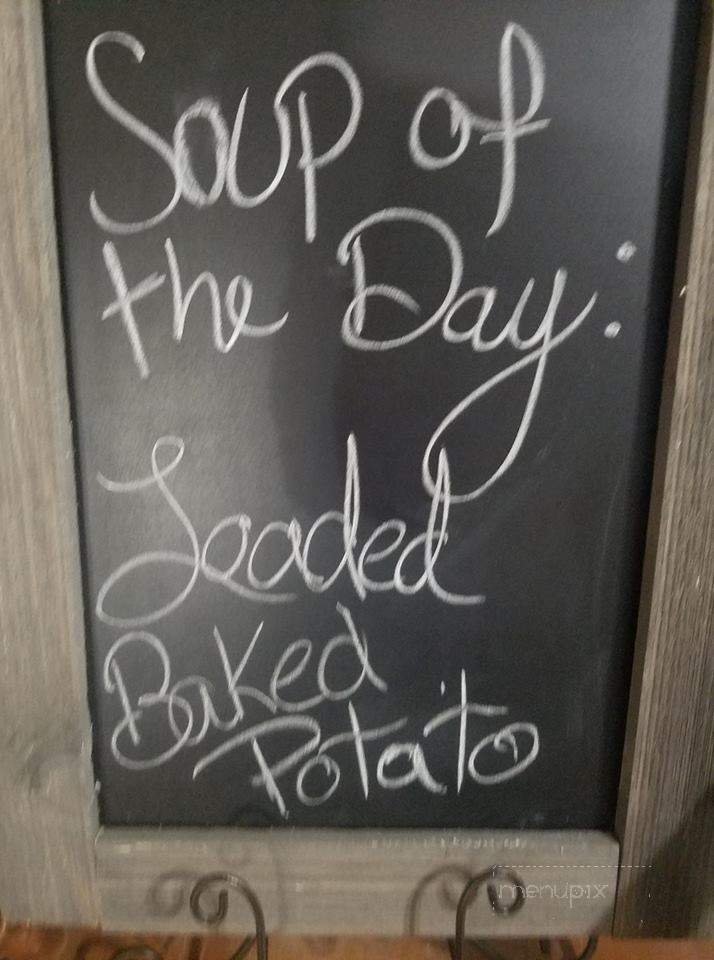 Soup of
the Day:
Loaded
Baked
Potato
menupix